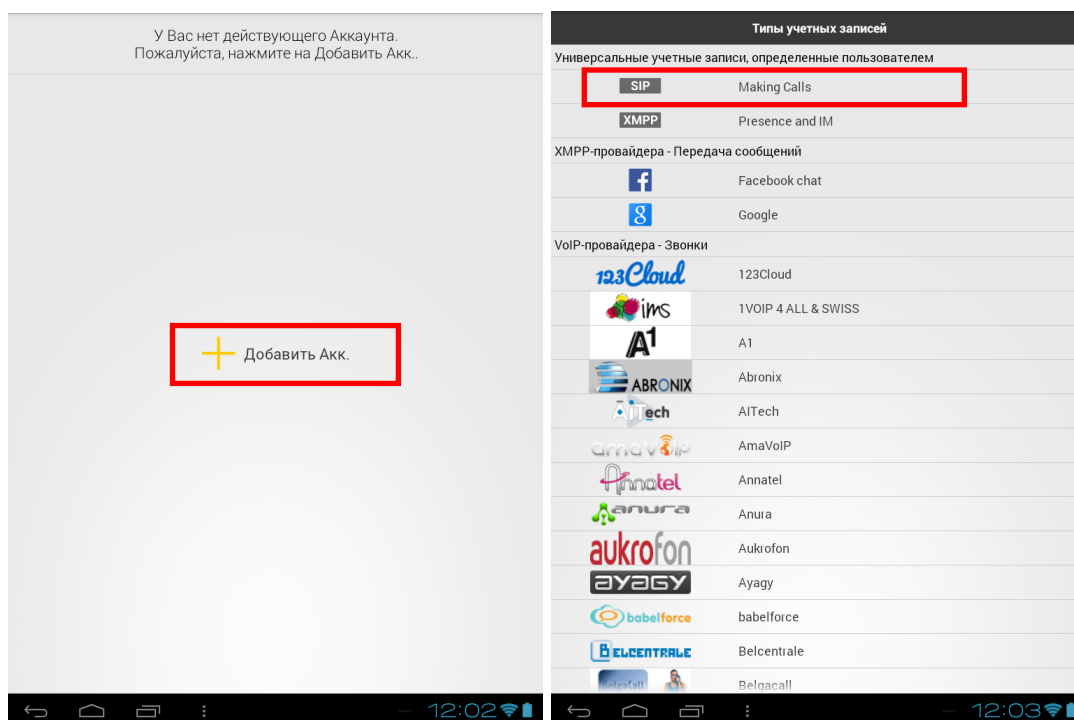 У Вас нет действующего Аккаунта.
Пожалуйста, нажмите на Добавить Акк..
Добавить Акк.
12:02
Типы учетных записей
Универсальные учетные записи, определенные пользователем
SIP Making Calls
XMPP Presence and IM
XMPP-провайдера - Передача сообщений
f Facebook chat
8 Google
VoIP-провайдера - Звонки
123Cloud 123Cloud
ims 1VOIP 4 ALL & SWISS
A1 A1
ABRONIX Abronix
AiTech AITech
amavoip AmaVoIP
Annatel Annatel
anura Anura
aukrofon Aukrofon
AYAGY Ayagy
babelforce babelforce
BELCENTRALE Belcentrale
Belgacall Belgacall
12:03